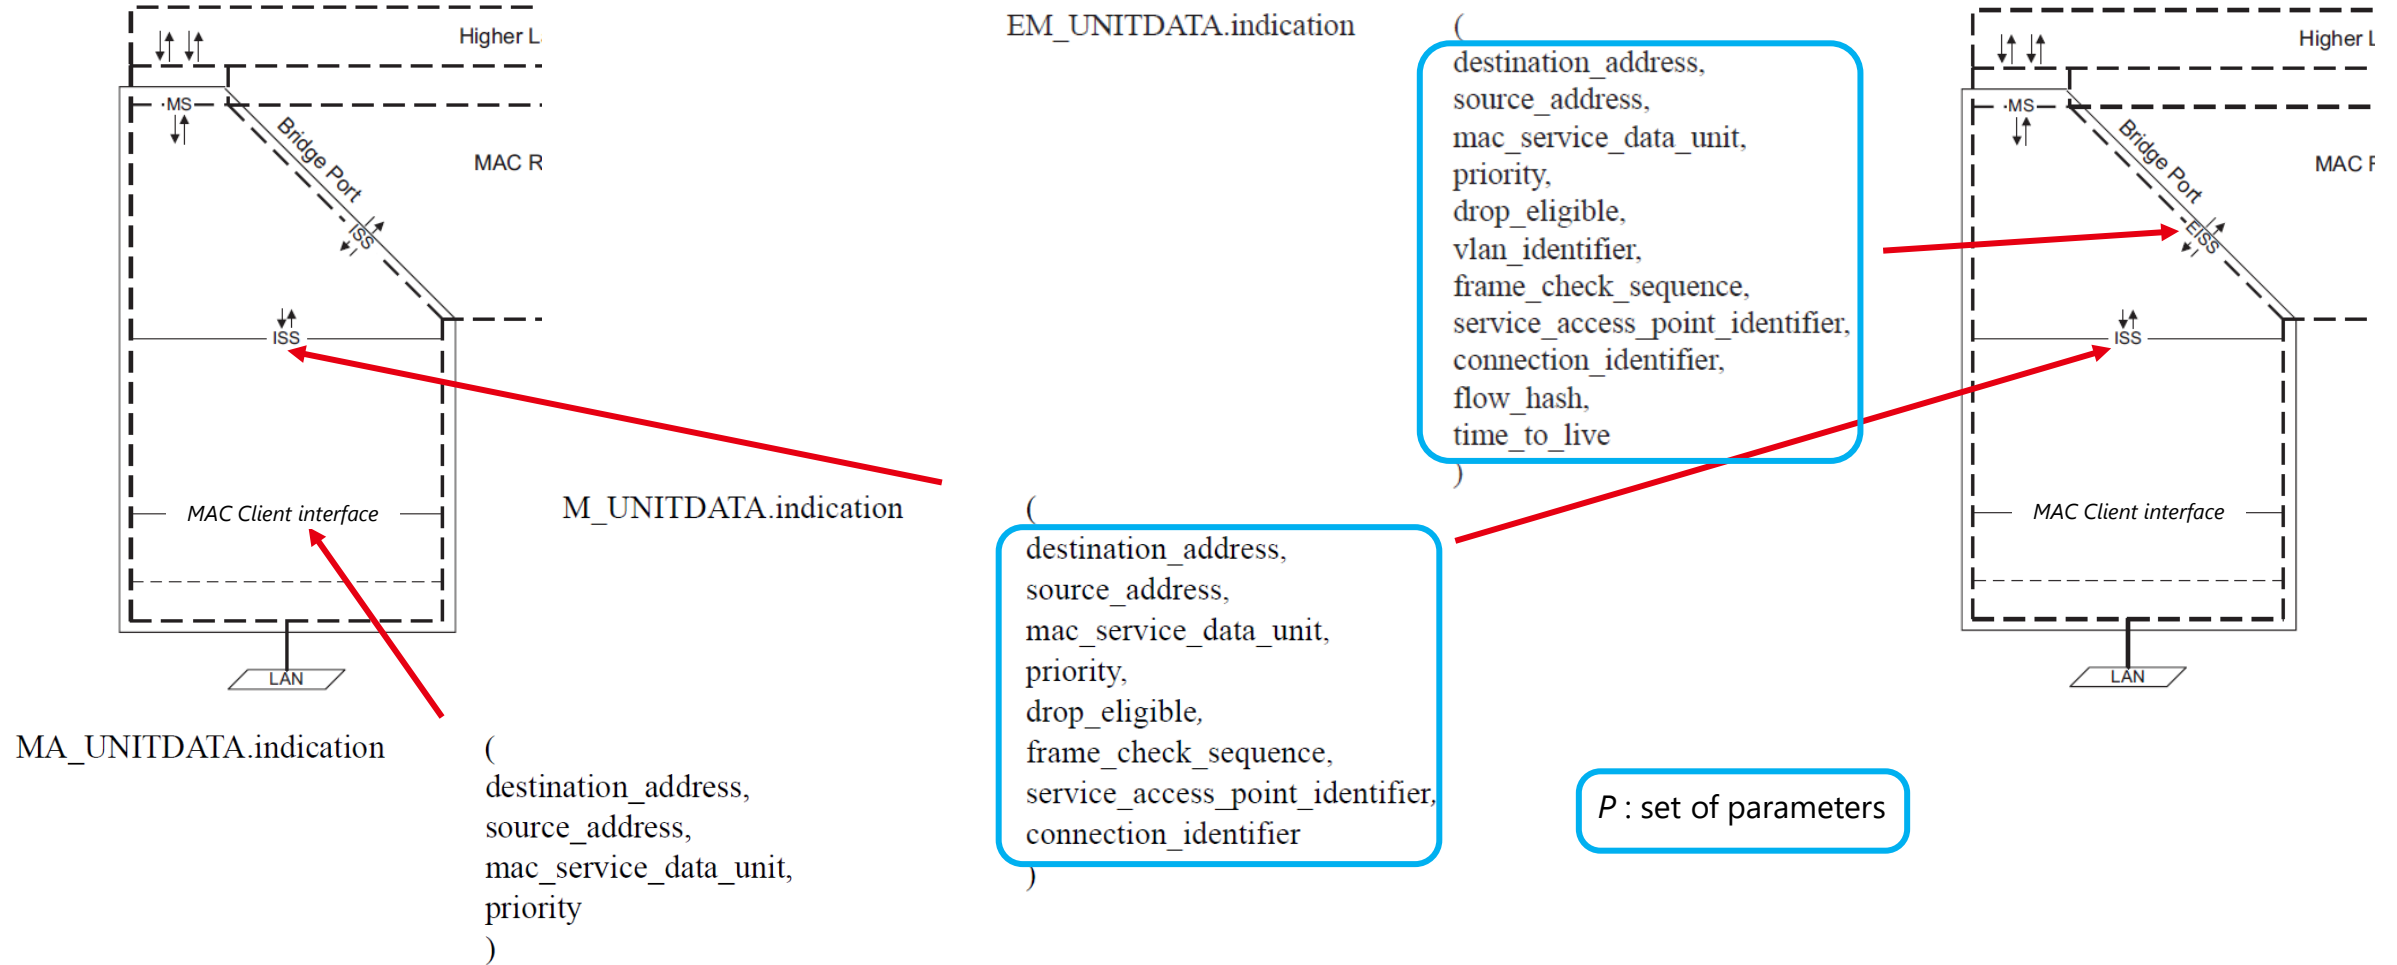 Higher L
MS
Bridge Port
MAC R
ISS
ISS
MAC Client interface
LAN
MA_UNITDATA.indication
(
destination_address,
source_address,
mac_service_data_unit,
priority
)
M_UNITDATA.indication
(
destination_address,
source_address,
mac_service_data_unit,
priority,
drop_eligible,
frame_check_sequence,
service_access_point_identifier,
connection_identifier
)
EM_UNITDATA.indication
(
destination_address,
source_address,
mac_service_data_unit,
priority,
drop_eligible,
vlan_identifier,
frame_check_sequence,
service_access_point_identifier,
connection_identifier,
flow_hash,
time_to_live
)
P : set of parameters
Higher L
MS
Bridge Port
MAC F
EISS
ISS
MAC Client interface
LAN